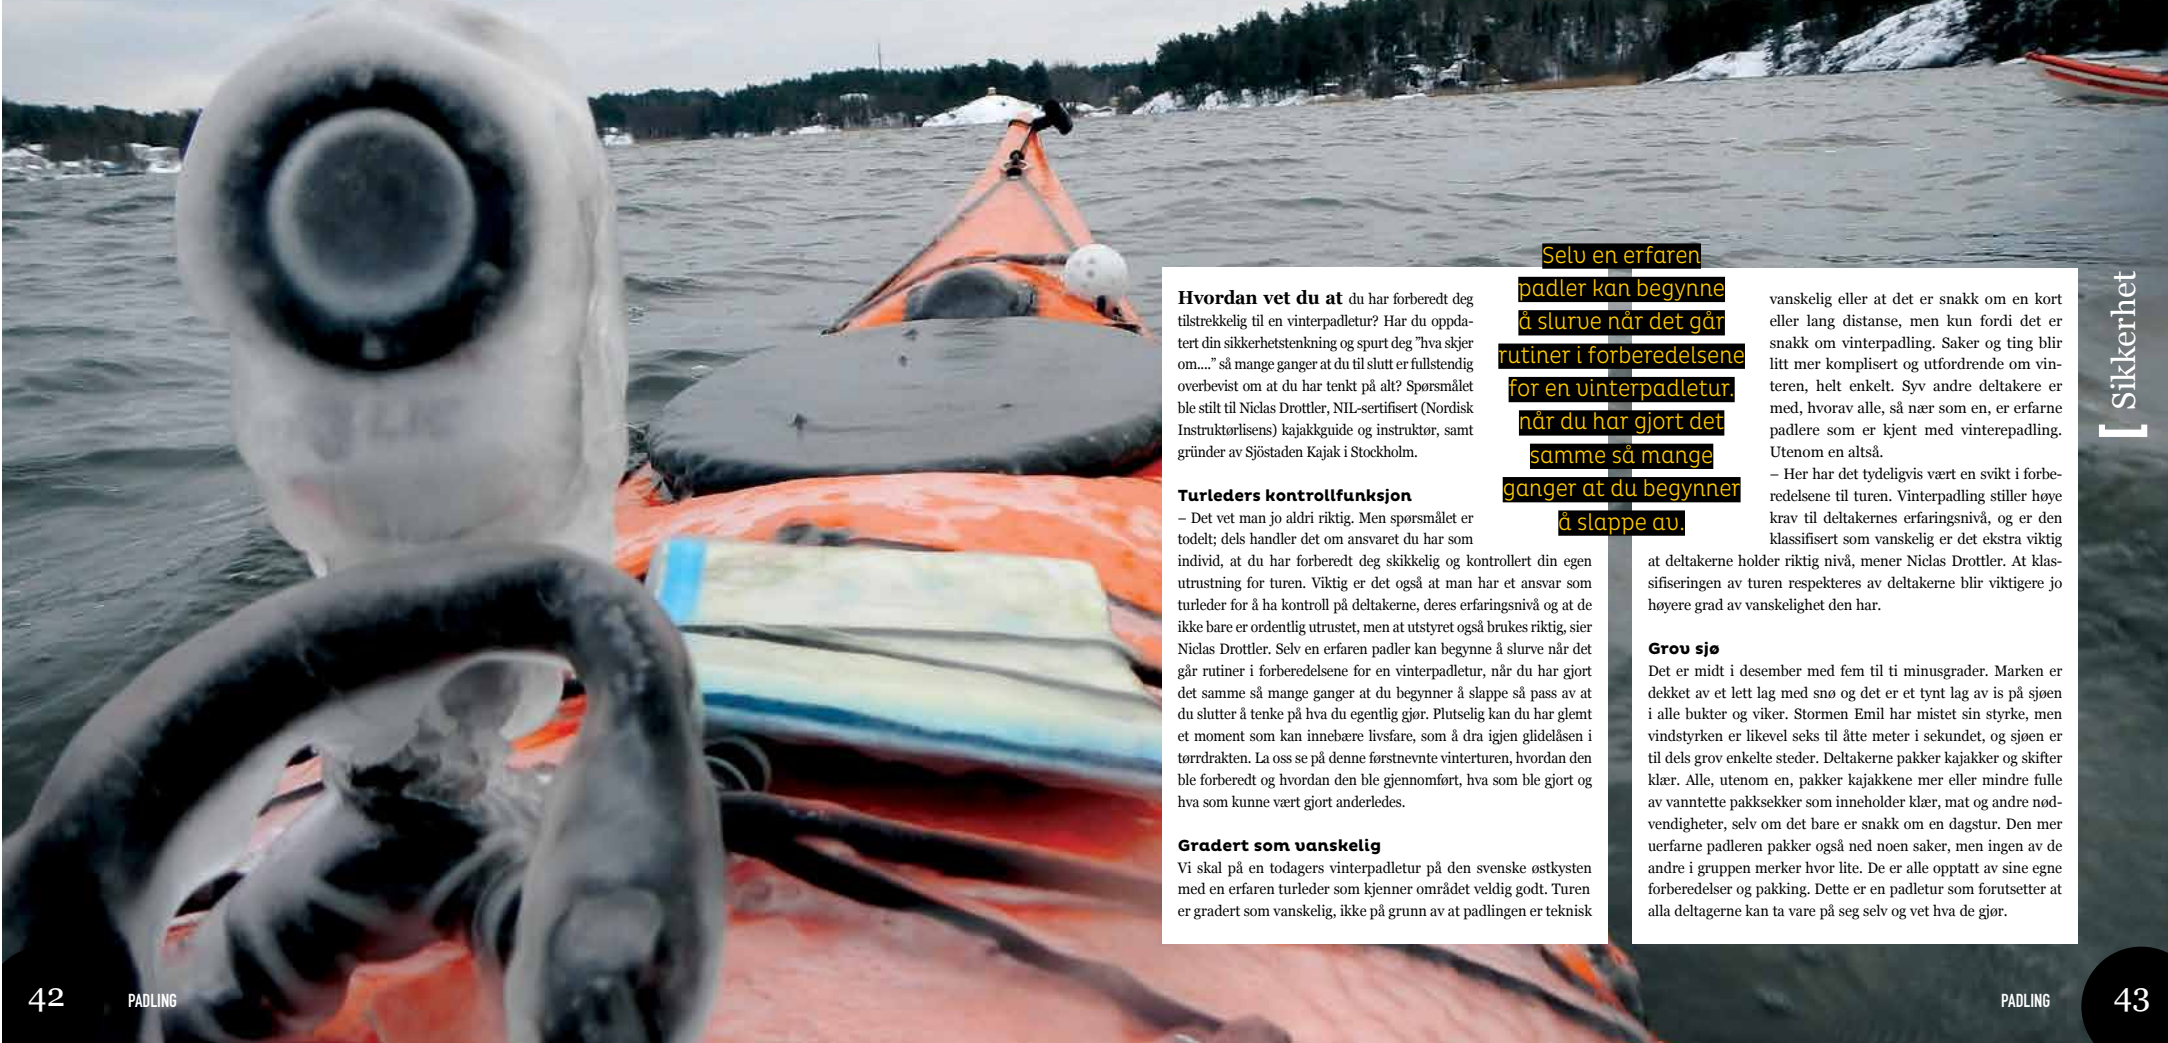 Hvordan vet du at du har forberedt deg
tilstrekkelig til en vinterpadletur? Har du oppda-
tert din sikkerhetstenkning og spurt deg ”hva skjer
om....” så mange ganger at du til slutt er fullstendig
overbevist om at du har tenkt på alt? Spørsmålet
ble stilt til Niclas Drottler, NIL-sertifisert (Nordisk
Instruktørlisens) kajakkguide og instruktør, samt
gründer av Sjöstaden Kajak i Stockholm.
Turleders kontrollfunksjon
– Det vet man jo aldri riktig. Men spørsmålet er
todelt; dels handler det om ansvaret du har som
individ, at du har forberedt deg skikkelig og kontrollert din egen
utrustning for turen. Viktig er det også at man har et ansvar som
turleder for å ha kontroll på deltakerne, deres erfaringsnivå og at de
ikke bare er ordentlig utrustet, men at utstyret også brukes riktig, sier
Niclas Drottler. Selv en erfaren padler kan begynne å slurve når det
går rutiner i forberedelsene for en vinterpadletur, når du har gjort
det samme så mange ganger at du begynner å slappe så pass av at
du slutter å tenke på hva du egentlig gjør. Plutselig kan du har glemt
et moment som kan innebære livsfare, som å dra igjen glidelåsen i
tørrdrakten. La oss se på denne førstnevnte vinterturen, hvordan den
ble forberedt og hvordan den ble gjennomført, hva som ble gjort og
hva som kunne vært gjort anderledes.
Gradert som vanskelig
Vi skal på en todagers vinterpadletur på den svenske østkysten
med en erfaren turleder som kjenner området veldig godt. Turen
er gradert som vanskelig, ikke på grunn av at padlingen er teknisk
Selv en erfaren
padler kan begynne
å slurve når det går
rutiner i forberedelsene
for en vinterpadletur.
når du har gjort det
samme så mange
ganger at du begynner
å slappe av.
vanskelig eller at det er snakk om en kort
eller lang distanse, men kun fordi det er
snakk om vinterpadling. Saker og ting blir
litt mer komplisert og utfordrende om vin-
teren, helt enkelt. Syv andre deltakere er
med, hvorav alle, så nær som en, er erfarne
padlere som er kjent med vinterepadling.
Utenom en altså.
– Her har det tydeligvis vært en svikt i forbe-
redelsene til turen. Vinterpadling stiller høye
krav til deltakernes erfaringsnivå, og er den
klassifisert som vanskelig er det ekstra viktig
at deltakerne holder riktig nivå, mener Niclas Drottler. At klas-
sifiseringen av turen respekteres av deltakerne blir viktigere jo
høyere grad av vanskelighet den har.
Grov sjø
Det er midt i desember med fem til ti minusgrader. Marken er
dekket av et lett lag med snø og det er et tynt lag av is på sjøen
i alle bukter og viker. Stormen Emil har mistet sin styrke, men
vindstyrken er likevel seks til åtte meter i sekundet, og sjøen er
til dels grov enkelte steder. Deltakerne pakker kajakker og skifter
klær. Alle, utenom en, pakker kajakkene mer eller mindre fulle
av vanntette pakksekker som inneholder klær, mat og andre nød-
vendigheter, selv om det bare er snakk om en dagstur. Den mer
uerfarne padleren pakker også ned noen saker, men ingen av de
andre i gruppen merker hvor lite. De er alle opptatt av sine egne
forberedelser og pakking. Dette er en padletur som forutsetter at
alla deltagerne kan ta vare på seg selv og vet hva de gjør.
[ Sikkerhet
42
PADLING
PADLING
43